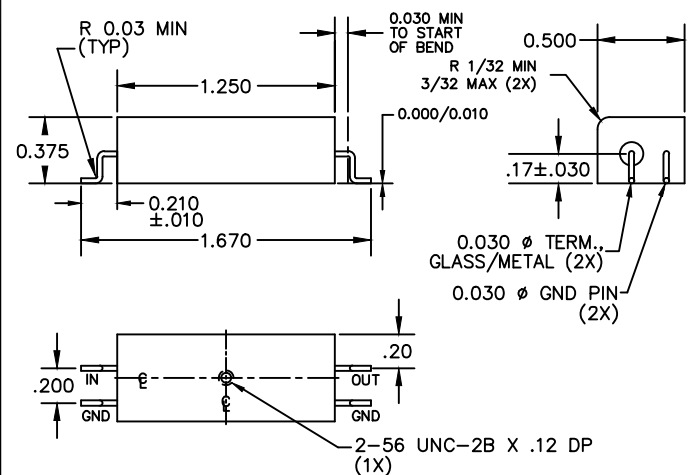 R 0.03 MIN
(TYP)
0.030 MIN
TO START
OF BEND
0.500
R 1/32 MIN
3/32 MAX (2X)
1.250
0.000/0.010
0.375
.17±.030
0.210
±.010
1.670
0.030 ø TERM.,
GLASS/METAL (2X)
0.030 ø GND PIN
(2X)
.20
IN
℄
OUT
.200
℄
GND
GND
2-56 UNC-2B X .12 DP
(1X)